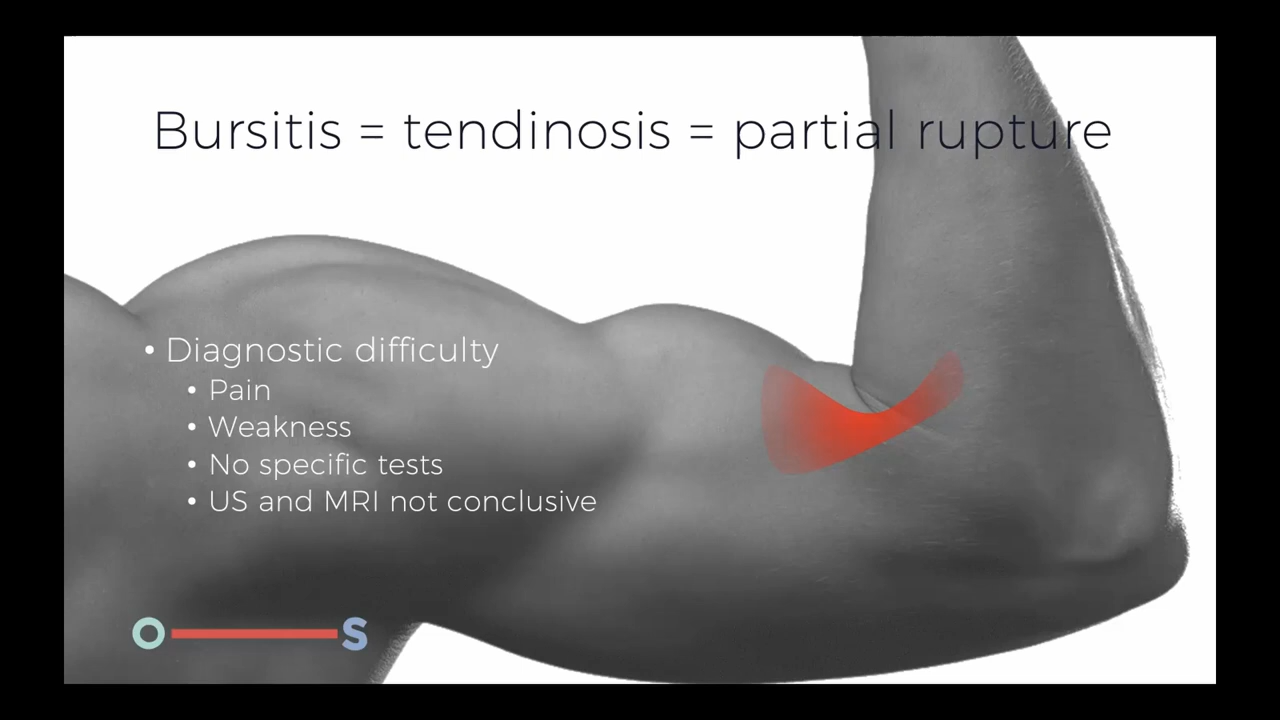 Bursitis = tendinosis = partial rupture
• Diagnostic difficulty
• Pain
• Weakness
• No specific tests
• US and MRI not conclusive
O S